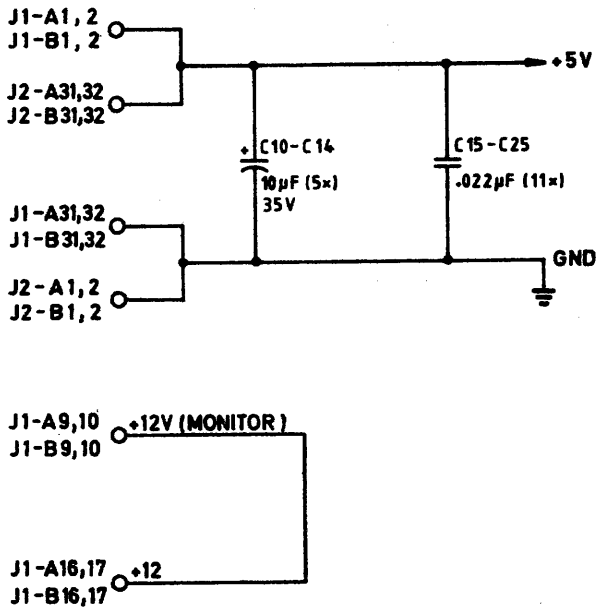 J1-A1, 2
J1-B1, 2
+5V
J2-A31,32
J2-B31,32
+ C10-C14
10µF (5x)
35V
C15-C25
.022µF (11x)
J1-A31,32
J1-B31,32
GND
J2-A1, 2
J2-B1, 2
J1-A9,10
J1-B9,10
+12V (MONITOR)
J1-A16,17
J1-B16,17
+12